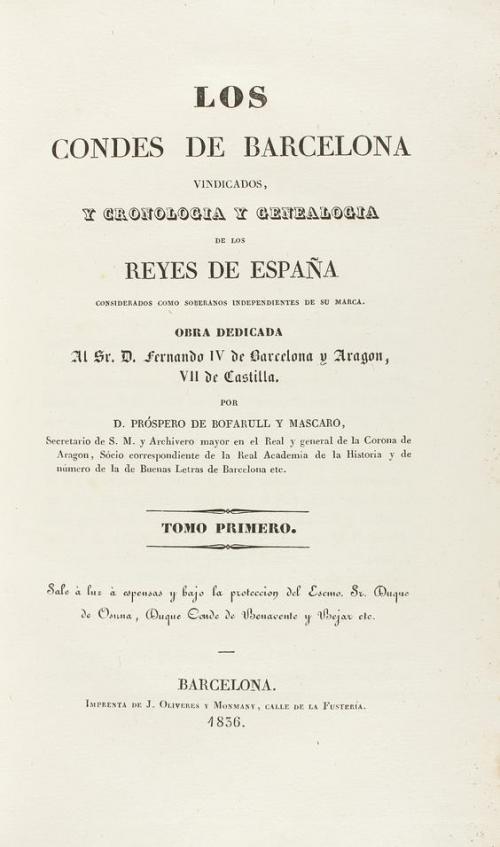 LOS
CONDES DE BARCELONA
VINDICADOS,
Y CRONOLOGIA Y GENEALOGIA
DE LOS
REYES DE ESPAÑA
CONSIDERADOS COMO SOBERANOS INDEPENDIENTES DE SU MARCA.
OBRA DEDICADA
Al Sr. D. Fernando IV de Barcelona y Aragon,
VII de Castilla.
POR
D. PRÓSPERO DE BOFARULL Y MASCARO,
Secretario de S. M. y Archivero mayor en el Real y general de la Corona de
Aragon, Sócio correspondiente de la Real Academia de la Historia y de
número de la de Buenas Letras de Barcelona etc.
TOMO PRIMERO.
Sale à luz à espensas y bajo la proteccion del Escmo. Sr. Duque
de Osuna, Duque Conde de Benavente y Bejar etc.
BARCELONA.
IMPRENTA DE J. OLIVERES Y MONMANY, CALLE DE LA FUSTERÍA.
1836.